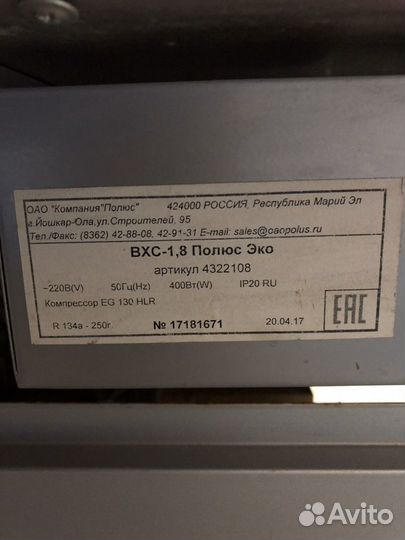 ОАО "Компания"Полюс" 424000 РОССИЯ, Республика Марий Эл
г.Йошкар-Ола,ул.Строителей, 95
Тел./Факс: (8362) 42-88-08, 42-91-31 E-mail: sales@oaopolus.ru
ВХС-1,8 Полюс Эко
артикул 4322108
~220В(V) 50Гц(Hz) 400Вт(W) IP20 RU
Компрессор EG 130 HLR
R 134a - 250г. № 17181671 20.04.17
EAC
Avito